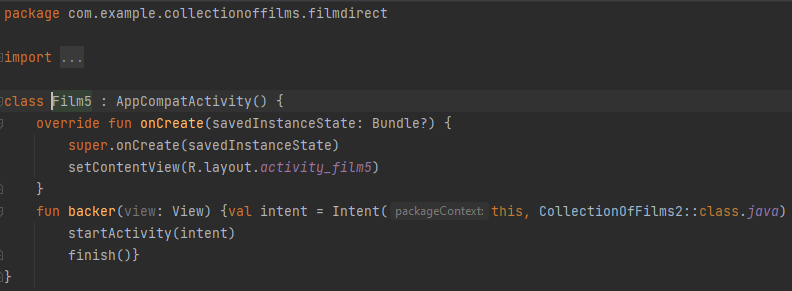 package com.example.collectionoffilms.filmdirect
import ...
class Film5 : AppCompatActivity() {
override fun onCreate(savedInstanceState: Bundle?) {
super.onCreate(savedInstanceState)
setContentView(R.layout.activity_film5)
}
fun backer(view: View) {val intent = Intent( packageContext: this, CollectionOfFilms2::class.java)
startActivity(intent)
finish()}
}